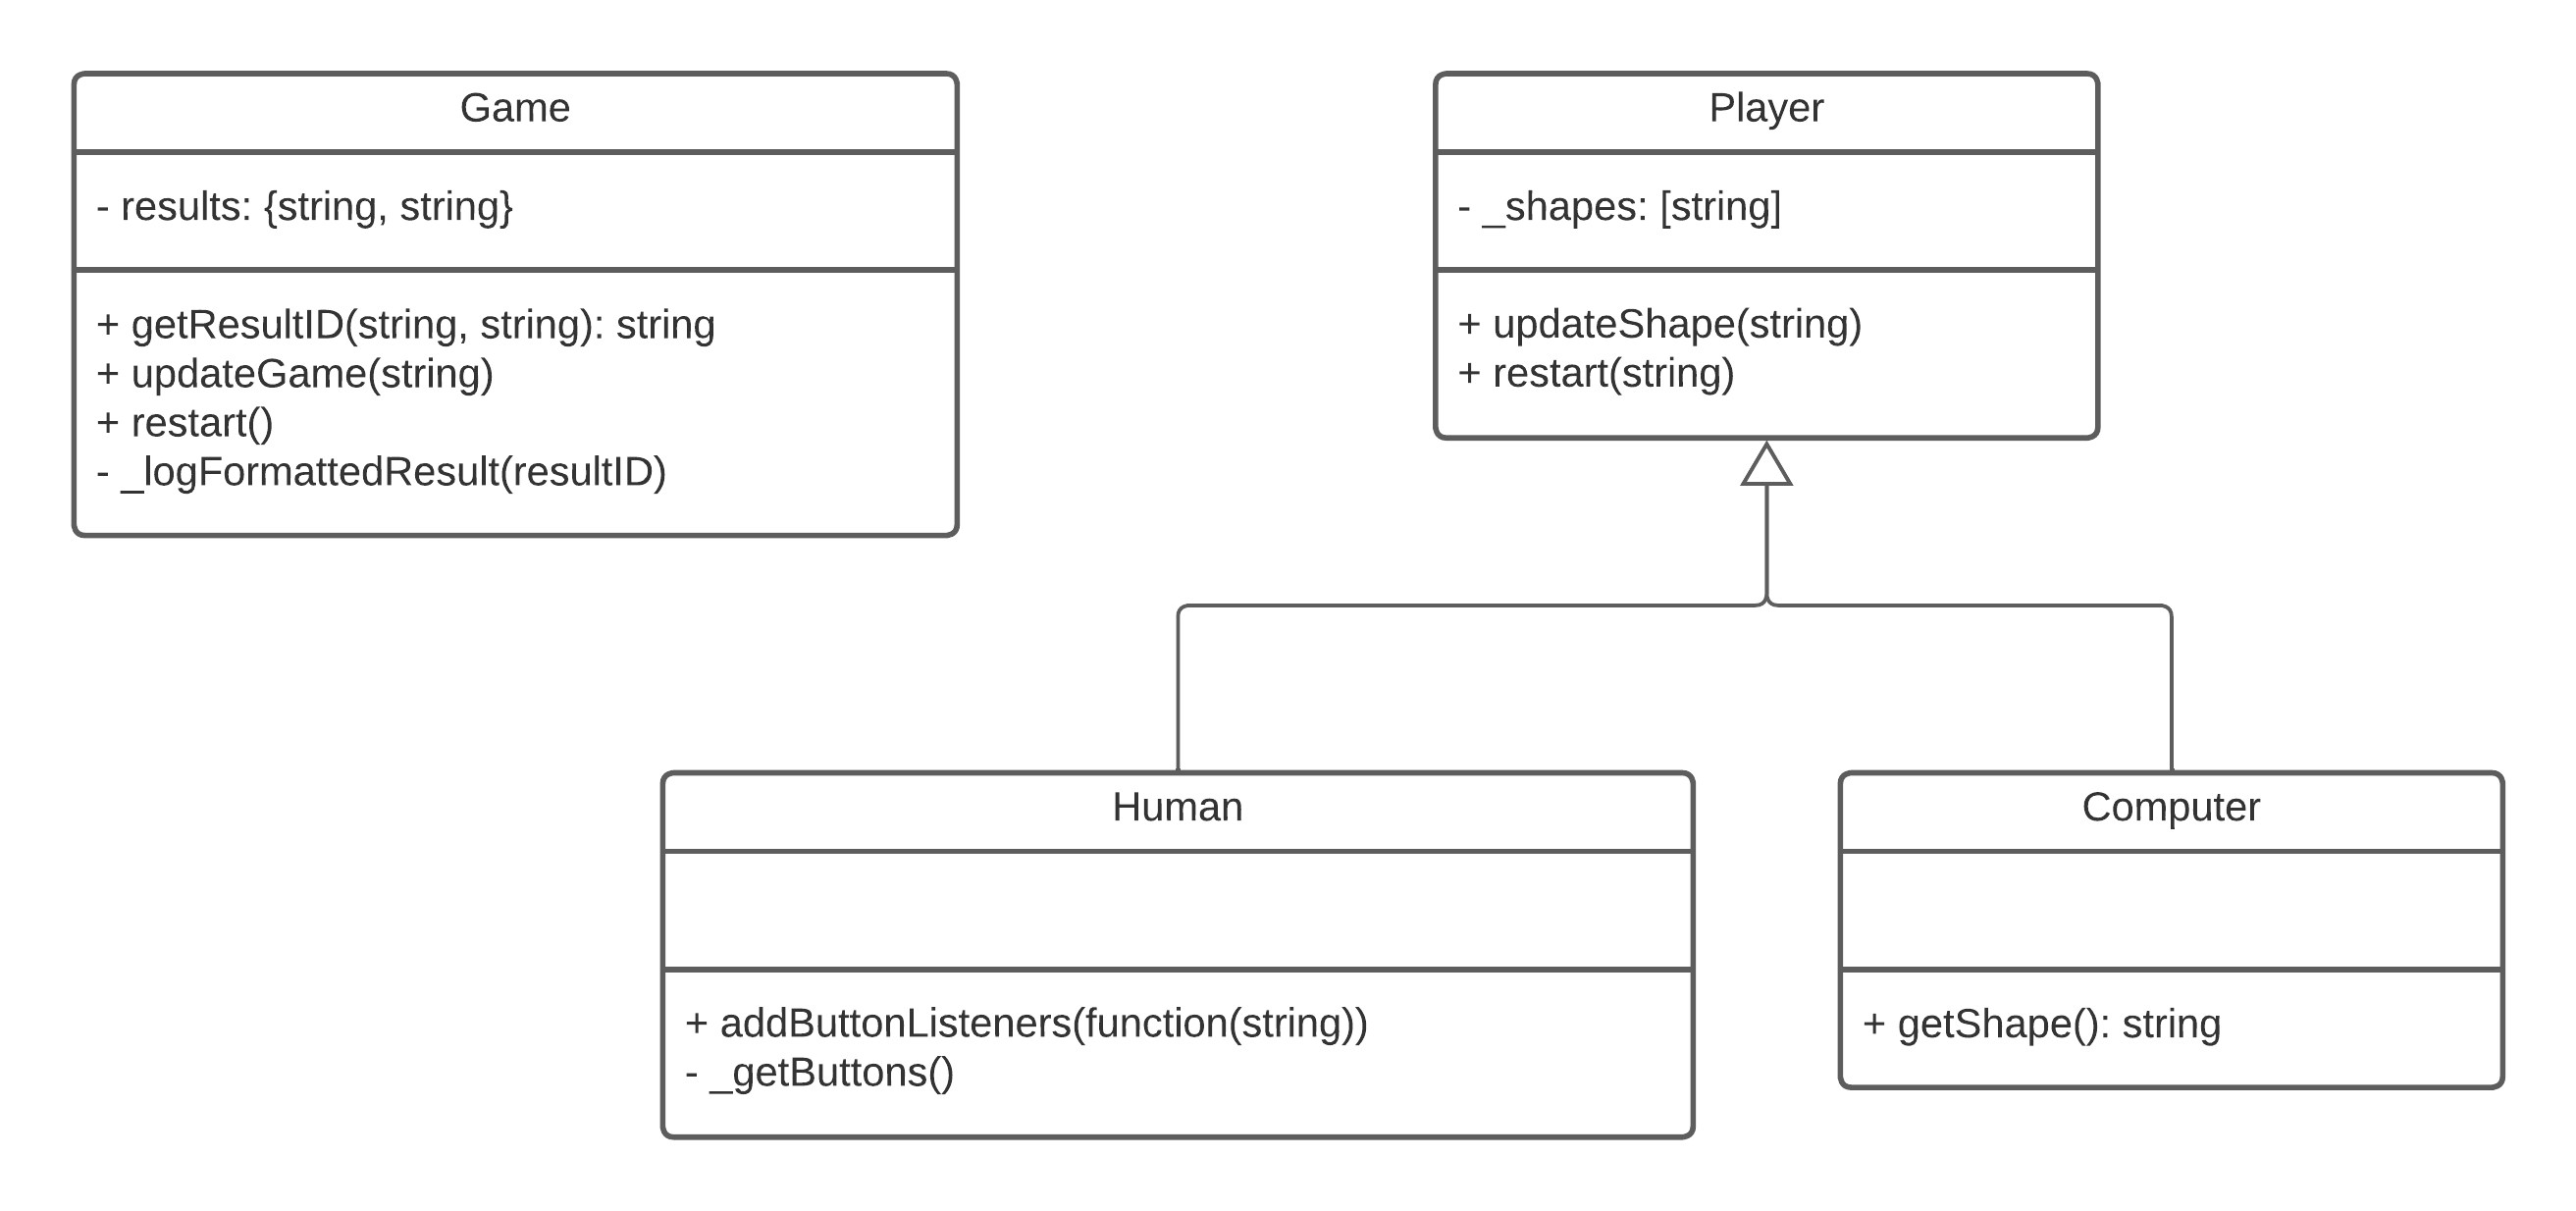 Game
- results: {string, string}
+ getResultID(string, string): string
+ updateGame(string)
+ restart()
- _logFormattedResult(resultID)
Player
- _shapes: [string]
+ updateShape(string)
+ restart(string)
Human
+ addButtonListeners(function(string))
- _getButtons()
Computer
+ getShape(): string